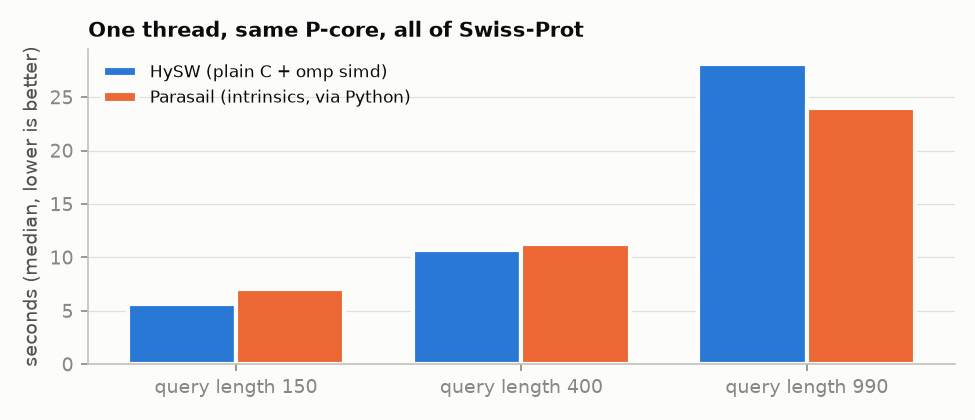 One thread, same P-core, all of Swiss-Prot
seconds (median, lower is better)
HySW (plain C + omp simd)
Parasail (intrinsics, via Python)
25
20
15
10
5
0
query length 150
query length 400
query length 990